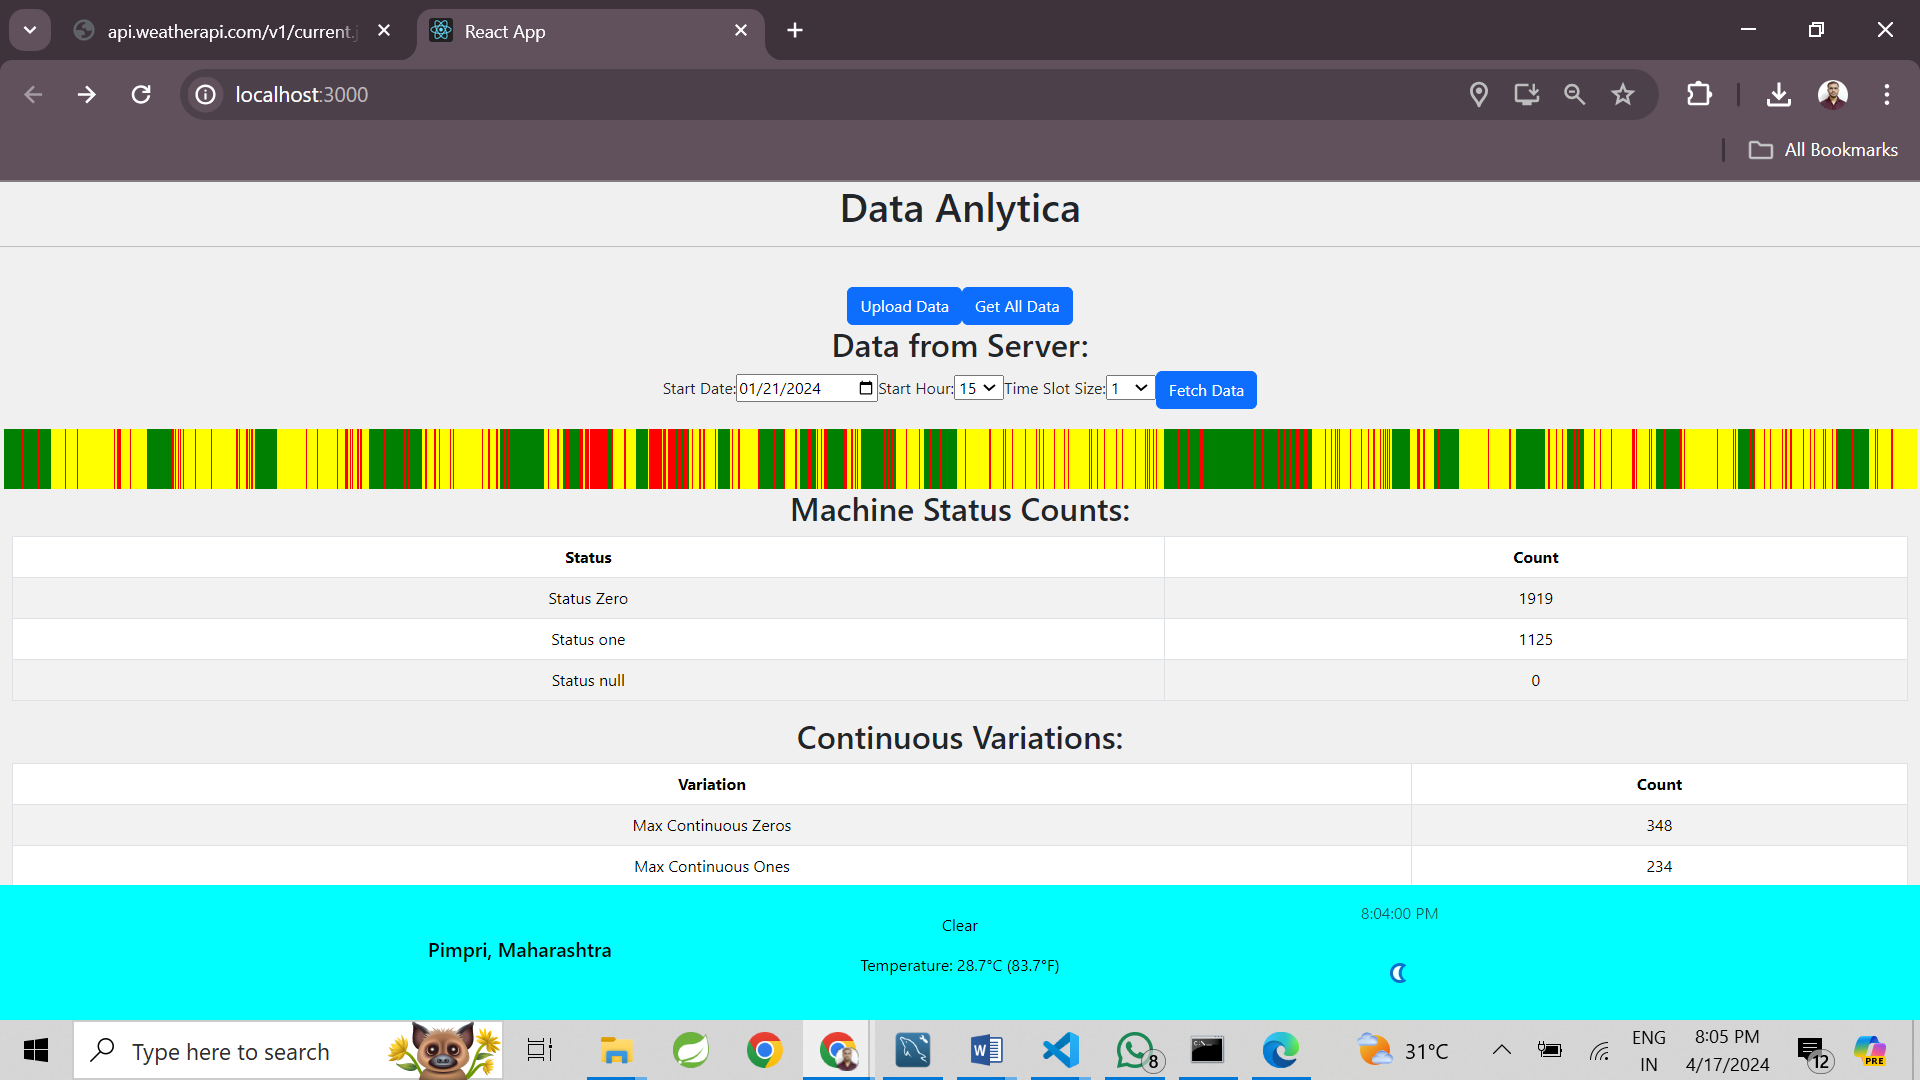 api.weatherapi.com/v1/current.j
React App
localhost:3000
All Bookmarks
Data Anlytica
Upload Data Get All Data
Data from Server:
Start Date: 01/21/2024 Start Hour: 15 Time Slot Size: 1 Fetch Data
Machine Status Counts:
Status Count
Status Zero 1919
Status one 1125
Status null 0
Continuous Variations:
Variation Count
Max Continuous Zeros 348
Max Continuous Ones 234
Pimpri, Maharashtra
Clear
Temperature: 28.7°C (83.7°F)
8:04:00 PM
Type here to search
8
31°C
ENG
IN
8:05 PM
4/17/2024
12
PRE